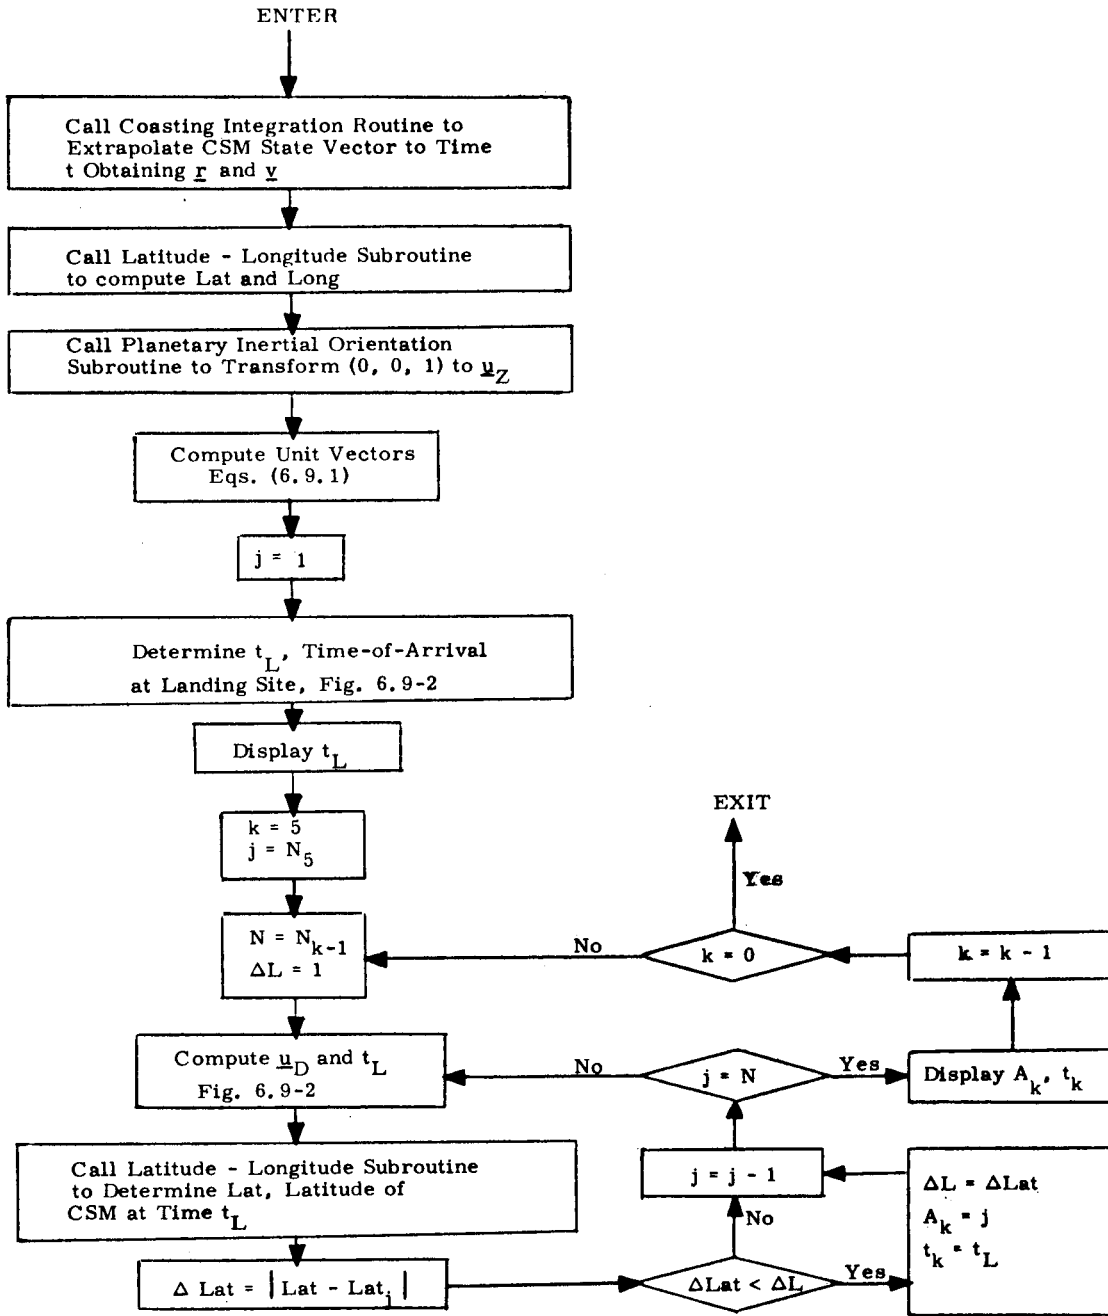 ENTER
Call Coasting Integration Routine to
Extrapolate CSM State Vector to Time
t Obtaining r and v
Call Latitude - Longitude Subroutine
to compute Lat and Long
Call Planetary Inertial Orientation
Subroutine to Transform (0, 0, 1) to u_Z
Compute Unit Vectors
Eqs. (6.9.1)
j = 1
Determine t_L, Time-of-Arrival
at Landing Site, Fig. 6.9-2
Display t_L
k = 5
j = N_5
EXIT
Yes
N = N_k-1
ΔL = 1
No
k = 0
k = k - 1
Compute u_D and t_L
Fig. 6.9-2
No
j = N
Yes
Display A_k, t_k
Call Latitude - Longitude Subroutine
to Determine Lat, Latitude of
CSM at Time t_L
j = j - 1
No
ΔL = ΔLat
A_k = j
t_k = t_L
Δ Lat = |Lat - Lat_j|
ΔLat < ΔL
Yes